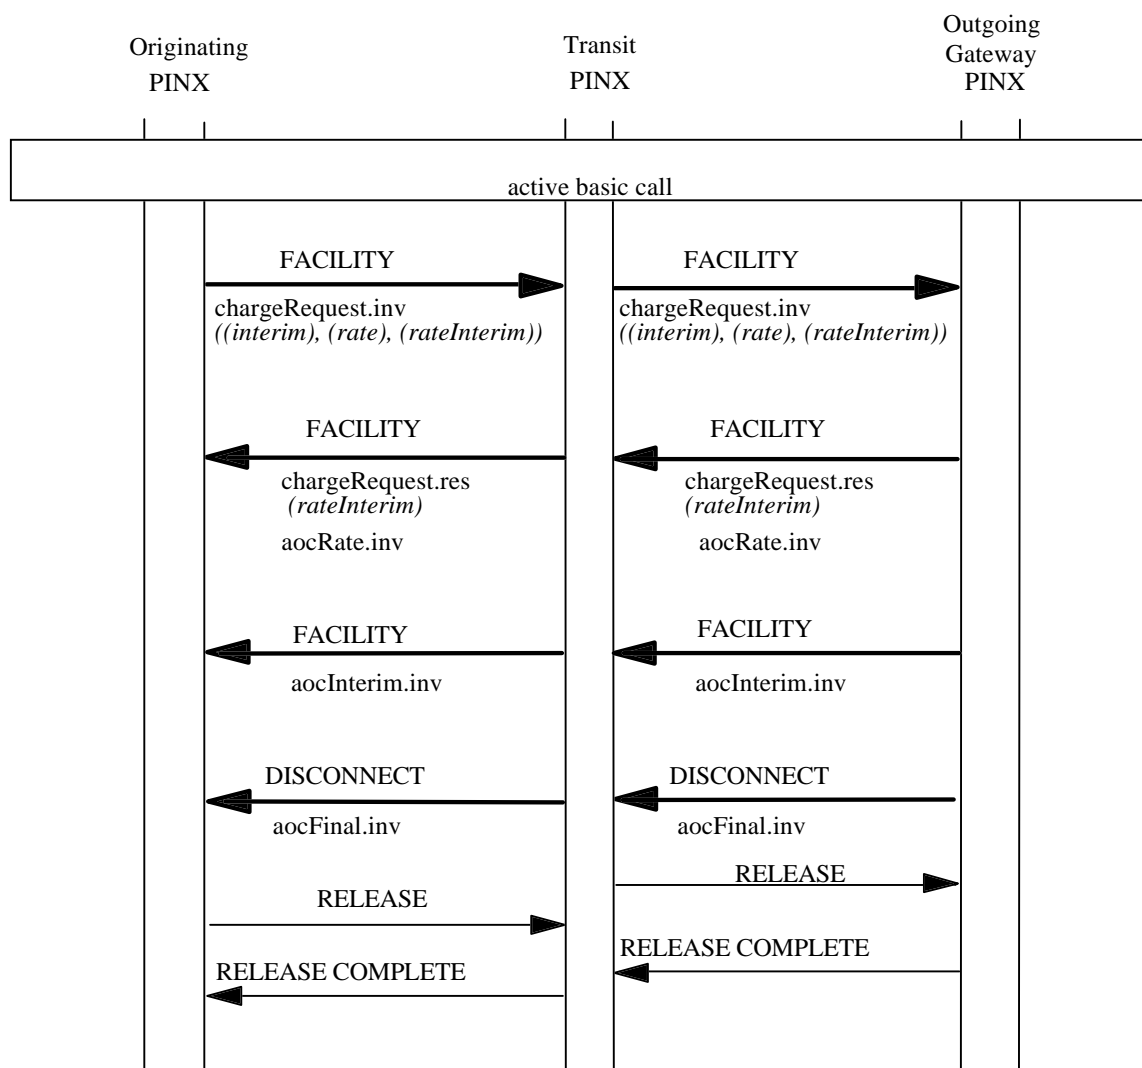 Originating
PINX
Transit
PINX
Outgoing
Gateway
PINX
active basic call
FACILITY
chargeRequest.inv
((interim), (rate), (rateInterim))
FACILITY
chargeRequest.inv
((interim), (rate), (rateInterim))
FACILITY
chargeRequest.res
(rateInterim)
aocRate.inv
FACILITY
chargeRequest.res
(rateInterim)
aocRate.inv
FACILITY
aocInterim.inv
FACILITY
aocInterim.inv
DISCONNECT
aocFinal.inv
DISCONNECT
aocFinal.inv
RELEASE
RELEASE
RELEASE COMPLETE
RELEASE COMPLETE